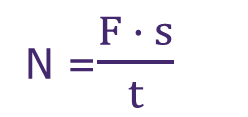 N = F · s
t